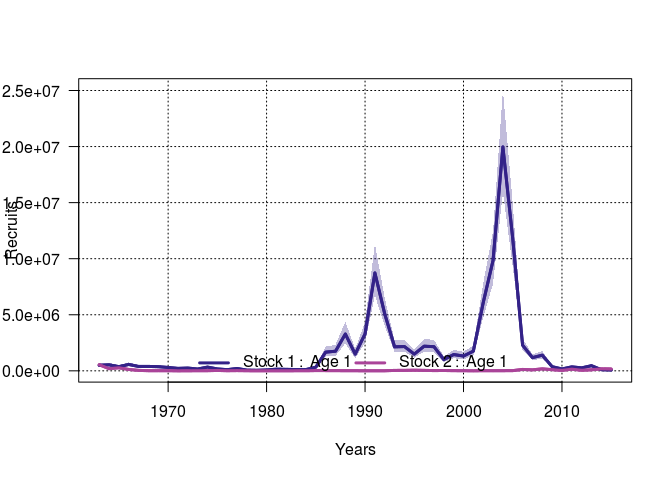 2.5e+07
2.0e+07
1.5e+07
1.0e+07
5.0e+06
0.0e+00
Recruits
Stock 1 : Age 1
Stock 2 : Age 1
1970 1980 1990 2000 2010
Years